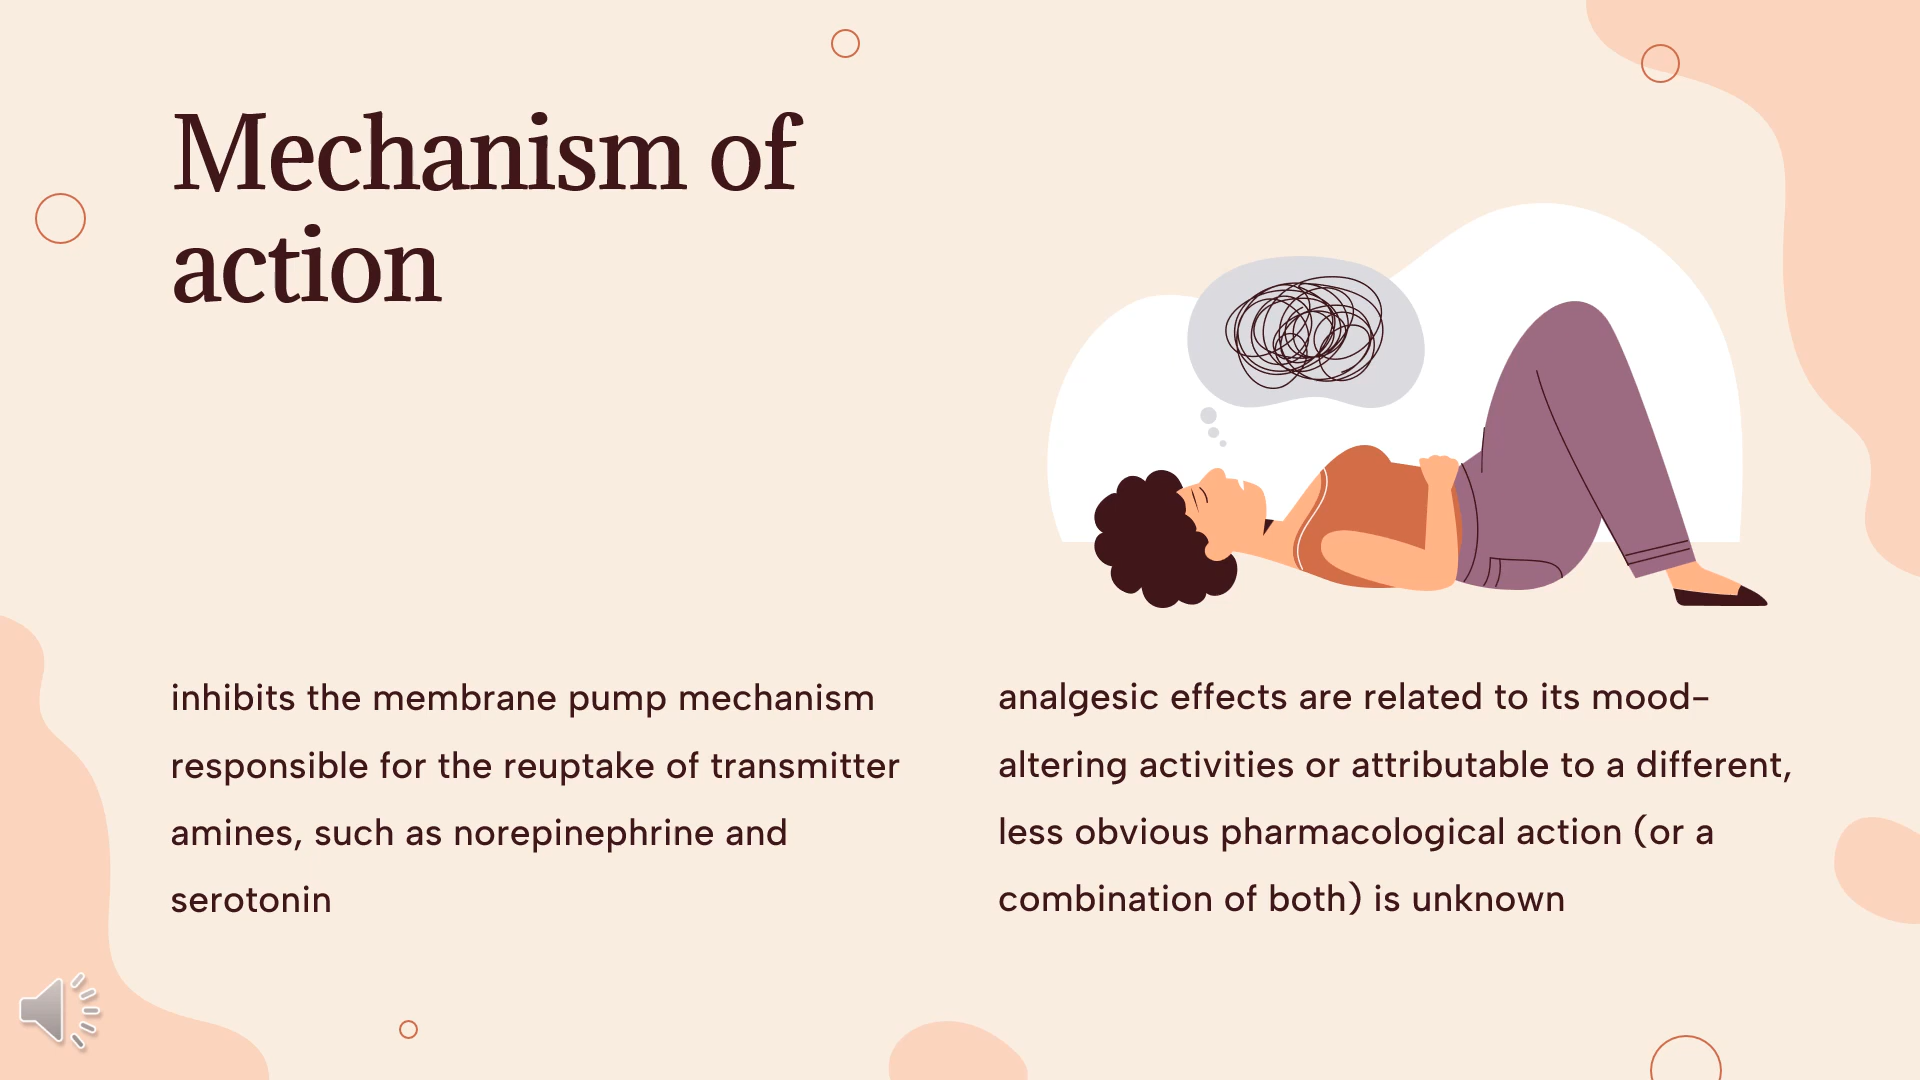 Mechanism of
action
inhibits the membrane pump mechanism
responsible for the reuptake of transmitter
amines, such as norepinephrine and
serotonin
analgesic effects are related to its mood-
altering activities or attributable to a different,
less obvious pharmacological action (or a
combination of both) is unknown